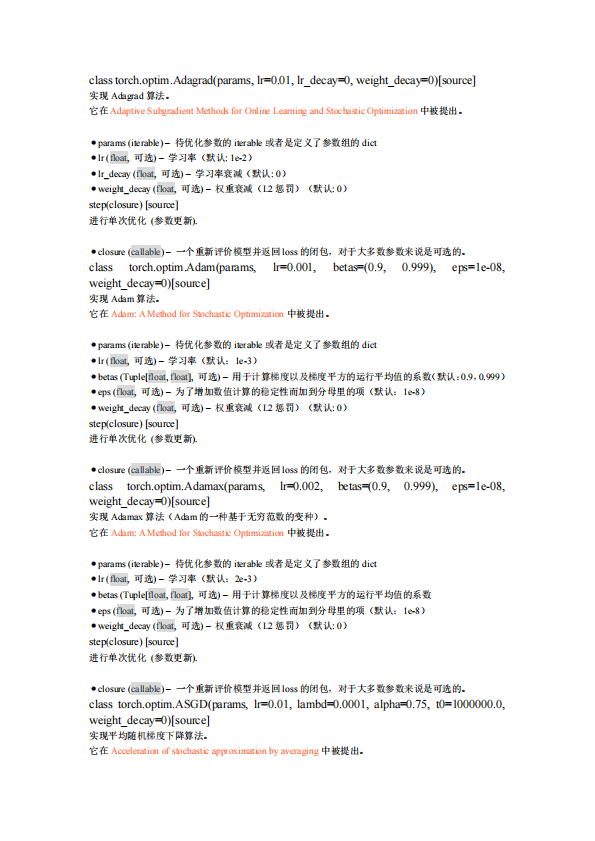 class torch.optim.Adagrad(params, lr=0.01, lr_decay=0, weight_decay=0)[source]
实现 Adagrad 算法。
它在 Adaptive Subgradient Methods for Online Learning and Stochastic Optimization 中被提出。
●params (iterable) – 待优化参数的 iterable 或者是定义了参数组的 dict
●lr (float, 可选) – 学习率（默认: 1e-2）
●lr_decay (float, 可选) – 学习率衰减（默认: 0）
●weight_decay (float, 可选) – 权重衰减（L2 惩罚）（默认: 0）
step(closure) [source]
进行单次优化 (参数更新).
●closure (callable) – 一个重新评价模型并返回 loss 的闭包，对于大多数参数来说是可选的。
class torch.optim.Adam(params, lr=0.001, betas=(0.9, 0.999), eps=1e-08,
weight_decay=0)[source]
实现 Adam 算法。
它在 Adam: A Method for Stochastic Optimization 中被提出。
●params (iterable) – 待优化参数的 iterable 或者是定义了参数组的 dict
●lr (float, 可选) – 学习率（默认：1e-3）
●betas (Tuple[float, float], 可选) – 用于计算梯度以及梯度平方的运行平均值的系数（默认：0.9，0.999）
●eps (float, 可选) – 为了增加数值计算的稳定性而加到分母里的项（默认：1e-8）
●weight_decay (float, 可选) – 权重衰减（L2 惩罚）（默认: 0）
step(closure) [source]
进行单次优化 (参数更新).
●closure (callable) – 一个重新评价模型并返回 loss 的闭包，对于大多数参数来说是可选的。
class torch.optim.Adamax(params, lr=0.002, betas=(0.9, 0.999), eps=1e-08,
weight_decay=0)[source]
实现 Adamax 算法（Adam 的一种基于无穷范数的变种）。
它在 Adam: A Method for Stochastic Optimization 中被提出。
●params (iterable) – 待优化参数的 iterable 或者是定义了参数组的 dict
●lr (float, 可选) – 学习率（默认：2e-3）
●betas (Tuple[float, float], 可选) – 用于计算梯度以及梯度平方的运行平均值的系数
●eps (float, 可选) – 为了增加数值计算的稳定性而加到分母里的项（默认：1e-8）
●weight_decay (float, 可选) – 权重衰减（L2 惩罚）（默认: 0）
step(closure) [source]
进行单次优化 (参数更新).
●closure (callable) – 一个重新评价模型并返回 loss 的闭包，对于大多数参数来说是可选的。
class torch.optim.ASGD(params, lr=0.01, lambd=0.0001, alpha=0.75, t0=1000000.0,
weight_decay=0)[source]
实现平均随机梯度下降算法。
它在 Acceleration of stochastic approximation by averaging 中被提出。